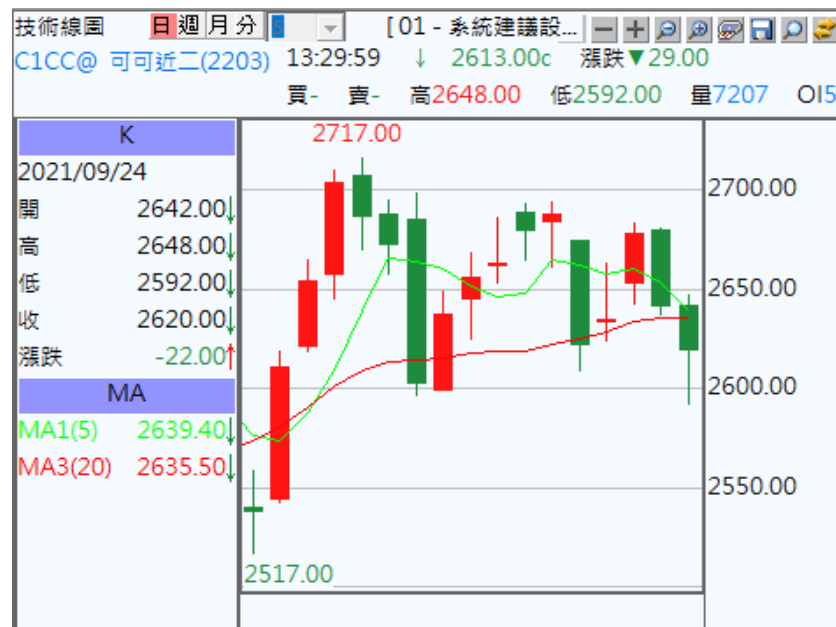 技術線圖 日 週 月 分 [ 01 - 系統建議設...
C1CC@ 可可近二(2203) 13:29:59 ↓ 2613.00c 漲跌▼29.00
買- 賣- 高2648.00 低2592.00 量7207 OI5
K
2021/09/24
開 2642.00↓
高 2648.00↓
低 2592.00↓
收 2620.00↓
漲跌 -22.00↑
MA
MA1(5) 2639.40↓
MA3(20) 2635.50↓
2717.00
2517.00
2700.00
2650.00
2600.00
2550.00